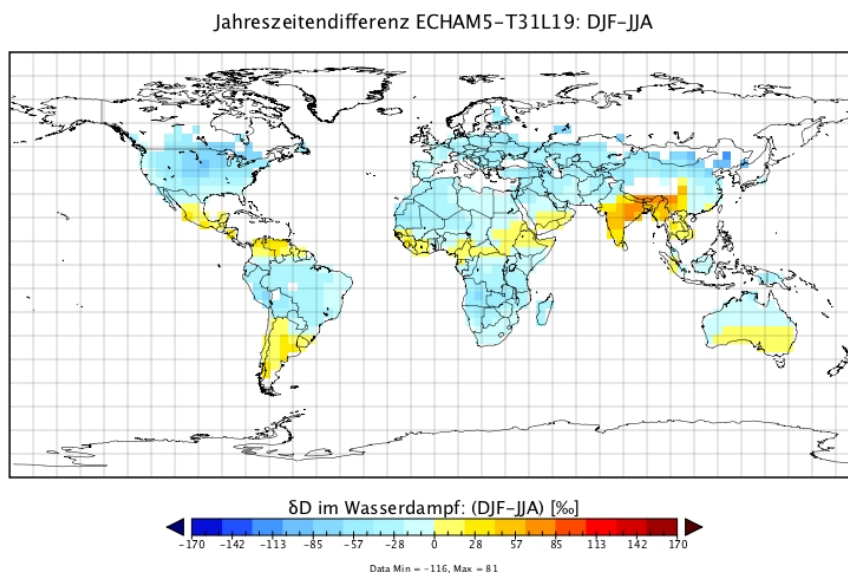 Jahreszeitendifferenz ECHAM5-T31L19: DJF-JJA
δD im Wasserdampf: (DJF-JJA) [‰]
-170 -142 -113 -85 -57 -28 0 28 57 85 113 142 170
Data Min = -116, Max = 81